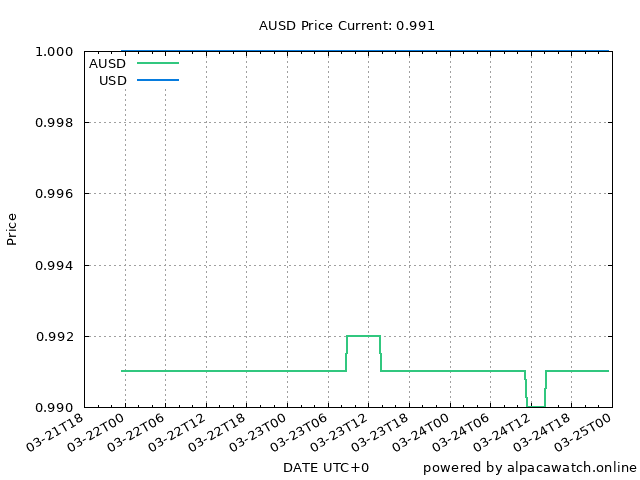 AUSD Price Current: 0.991
1.000
0.998
0.996
0.994
0.992
0.990
Price
AUSD
USD
03-21T18
03-22T00
03-22T06
03-22T12
03-22T18
03-23T00
03-23T06
03-23T12
03-23T18
03-24T00
03-24T06
03-24T12
03-24T18
03-25T00
DATE UTC+0
powered by alpacawatch.online